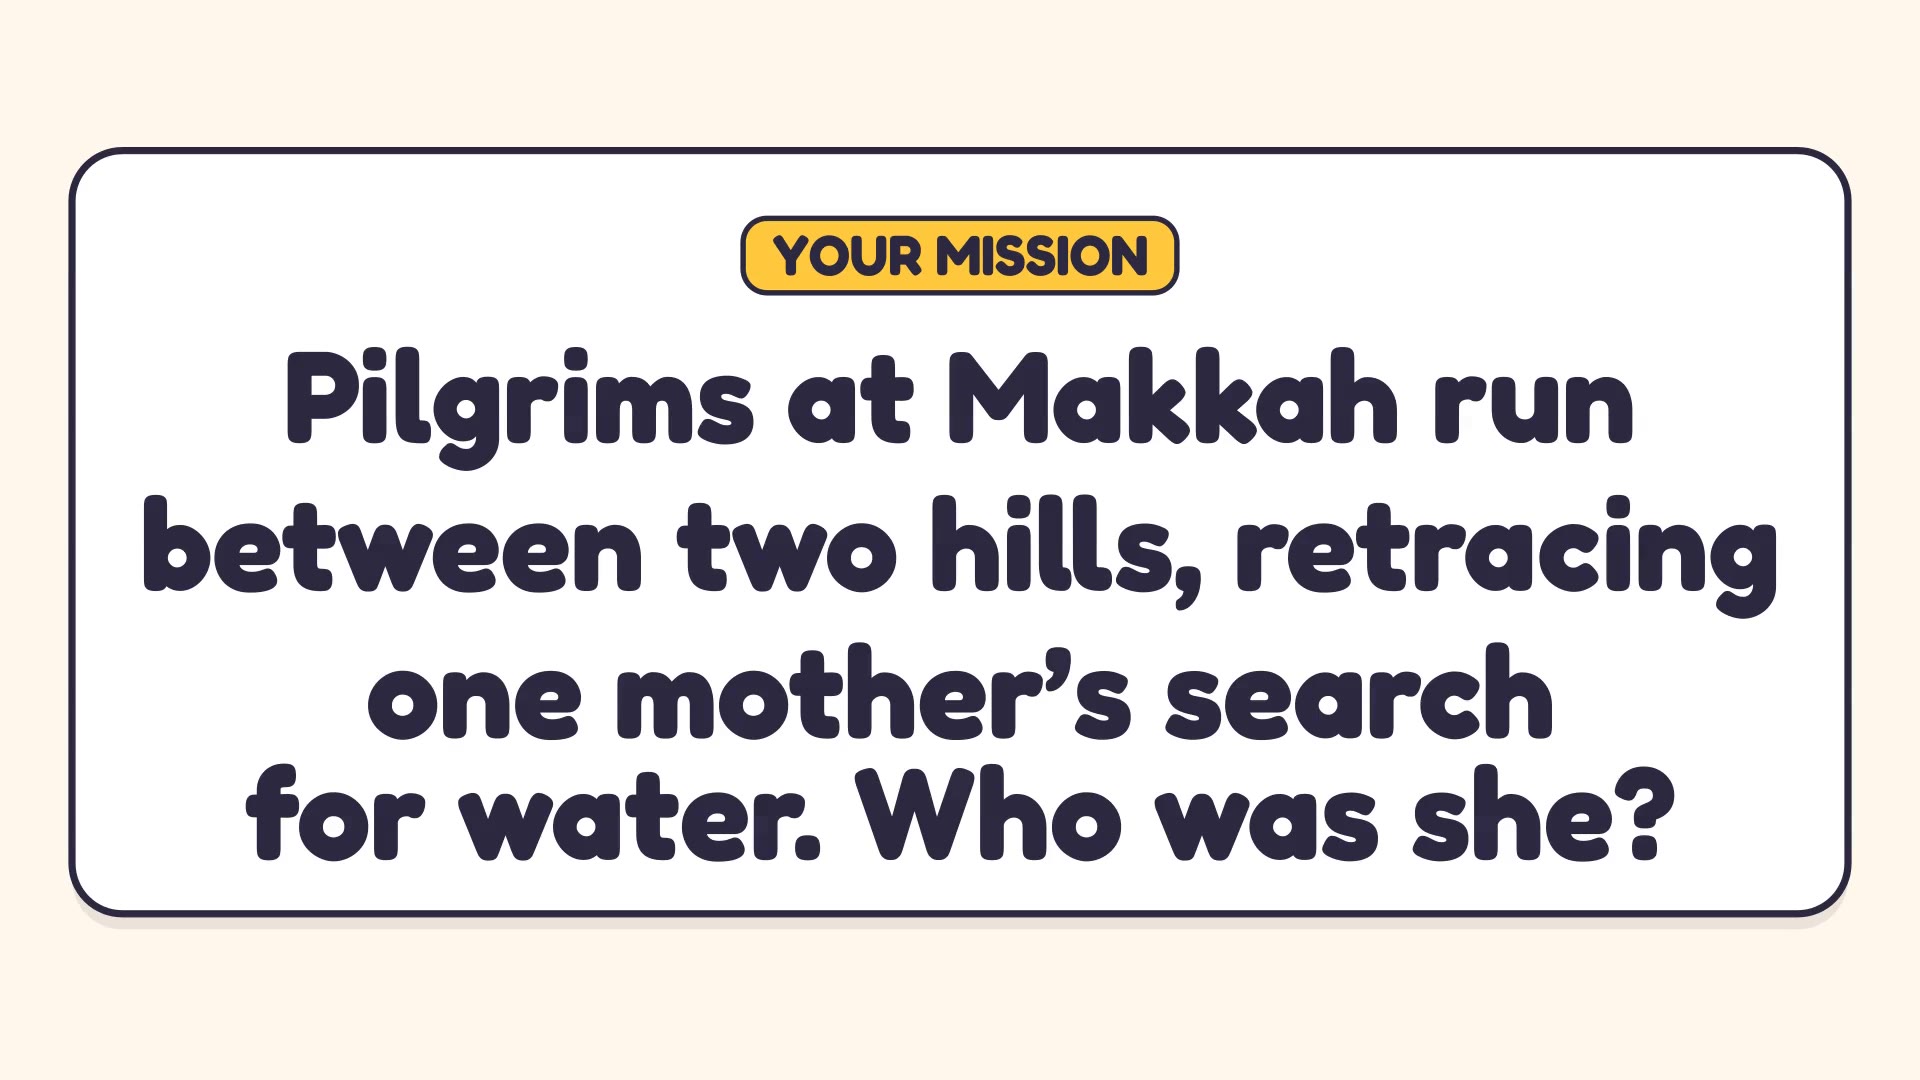 YOUR MISSION
Pilgrims at Makkah run
between two hills, retracing
one mother’s search
for water. Who was she?